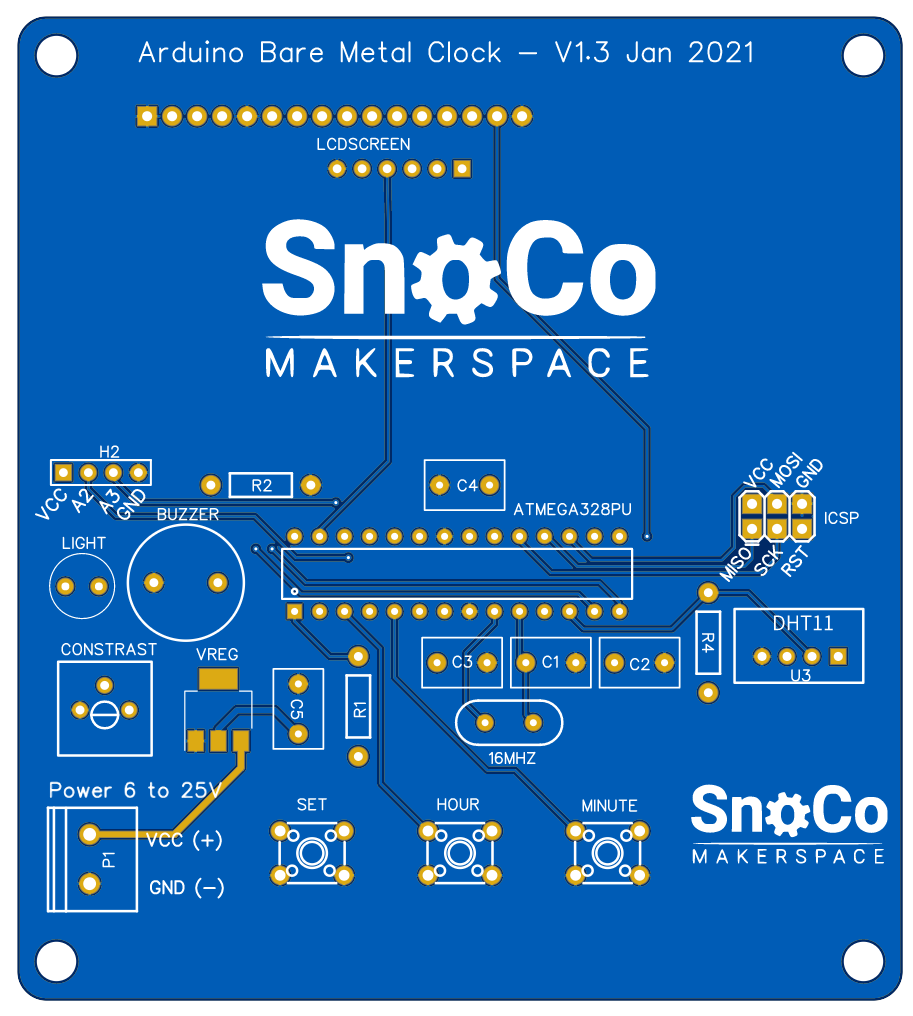 Arduino Bare Metal Clock – V1.3 Jan 2021
LCDSCREEN
SnoCo
MAKERSPACE
H2
VCC
A2
A3
GND
R2
C4
ATMEGA328PU
VCC
MOSI
GND
ICSP
MISO
SCK
RST
BUZZER
LIGHT
CONSTRAST
VREG
C5
R1
C3
C1
C2
R4
DHT11
U3
16MHZ
Power 6 to 25V
P1
VCC (+)
GND (–)
SET
HOUR
MINUTE
SnoCo
MAKERSPACE